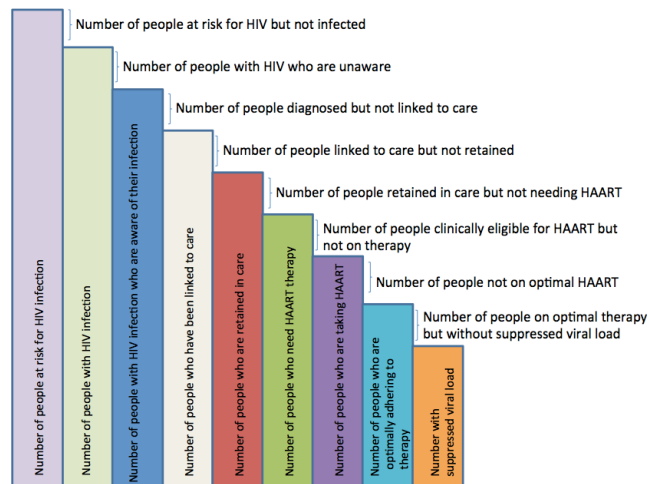 Number of people at risk for HIV but not infected
Number of people with HIV who are unaware
Number of people diagnosed but not linked to care
Number of people linked to care but not retained
Number of people retained in care but not needing HAART
Number of people clinically eligible for HAART but
not on therapy
Number of people not on optimal HAART
Number of people on optimal therapy
but without suppressed viral load
Number of people at risk for HIV infection
Number of people with HIV infection
Number of people with HIV infection who are aware of their infection
Number of people who have been linked to care
Number of people who are retained in care
Number of people who need HAART therapy
Number of people who are taking HAART
Number of people who are
optimally adhering to
therapy
Number with
suppressed viral load